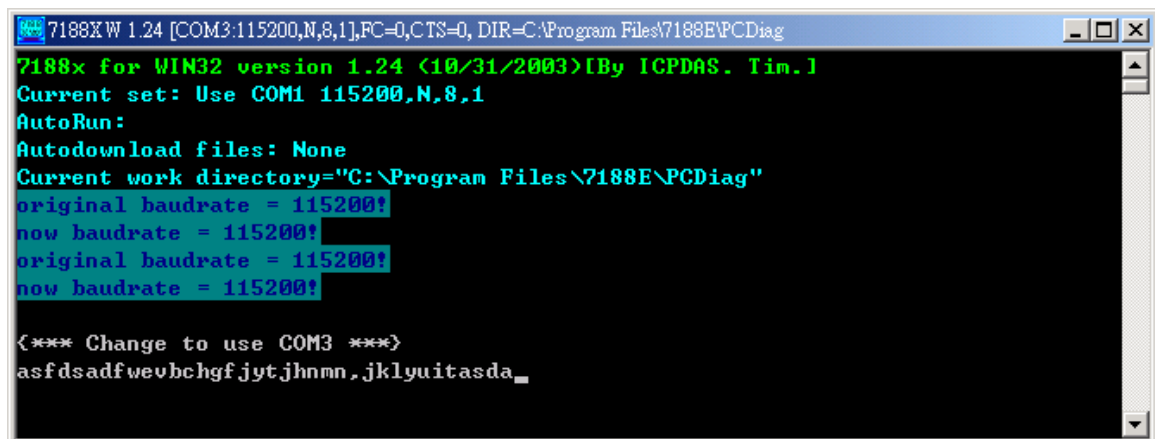 7188XW 1.24 [COM3:115200,N,8,1],FC=0,CTS=0, DIR=C:\Program Files\7188E\PCDiag
7188x for WIN32 version 1.24 (10/31/2003)[By ICPDAS. Tim.]
Current set: Use COM1 115200,N,8,1
AutoRun:
Autodownload files: None
Current work directory="C:\Program Files\7188E\PCDiag"
original baudrate = 115200!
now baudrate = 115200!
original baudrate = 115200!
now baudrate = 115200!
{*** Change to use COM3 ***}
asfdsadfwevbchgfjytjhnmn,jklyuitasda_